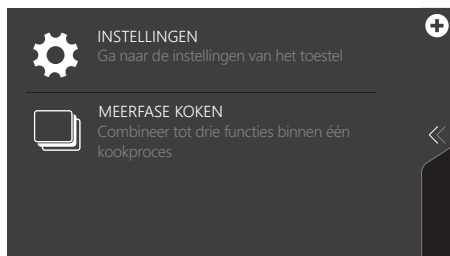 INSTELLINGEN
Ga naar de instellingen van het toestel
MEERFASE KOKEN
Combineer tot drie functies binnen één
kookproces